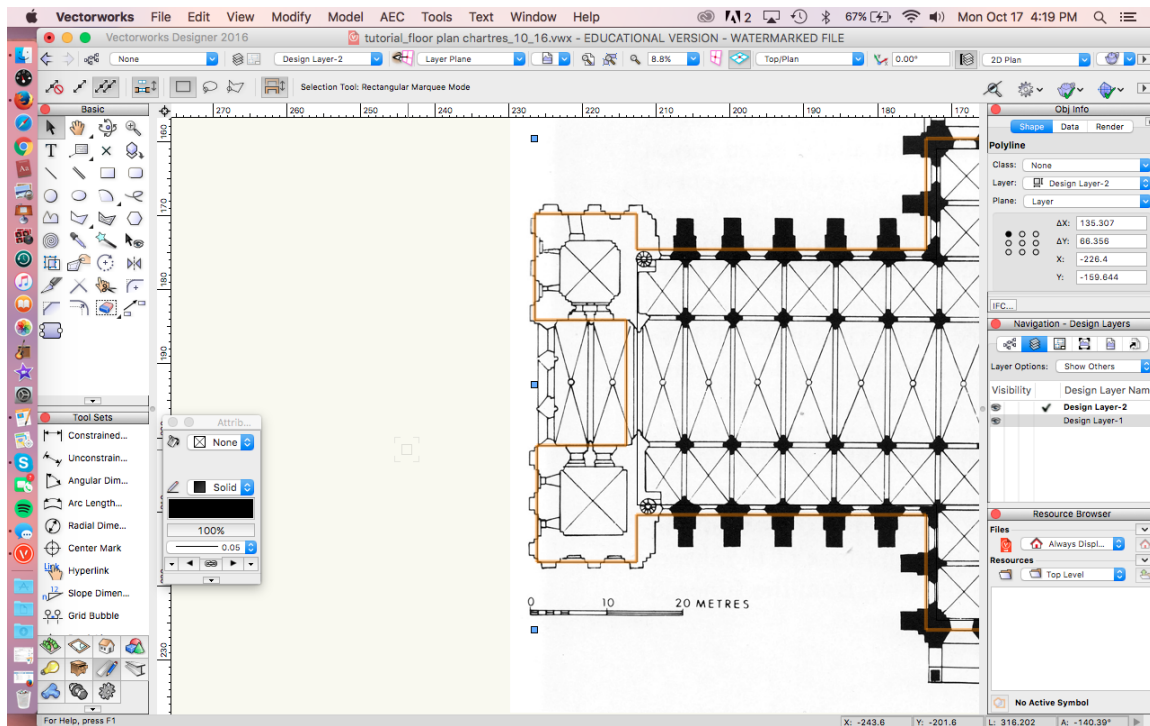 Vectorworks File Edit View Modify Model AEC Tools Text Window Help 2 67% Mon Oct 17 4:19 PM
Vectorworks Designer 2016 tutorial_floor plan chartres_10_16.vwx - EDUCATIONAL VERSION - WATERMARKED FILE
None Design Layer-2 Layer Plane 8.8% Top/Plan 0.00° 2D Plan
Selection Tool: Rectangular Marquee Mode
Basic
270 260 250 240 230 220 210 200 190 180 170
160
170
180
190
230
Obj Info
Shape Data Render
Polyline
Class: None
Layer: Design Layer-2
Plane: Layer
ΔX: 135.307
ΔY: 66.356
X: -226.4
Y: -159.644
IFC...
Navigation - Design Layers
Layer Options: Show Others
Visibility Design Layer Nam
Design Layer-2
Design Layer-1
Tool Sets
Constrained...
Unconstrain...
Angular Dim...
Arc Length...
Radial Dime...
Center Mark
Hyperlink
Slope Dimen...
Grid Bubble
Attrib...
None
Solid
100%
0.05
0 10 20 METRES
Resource Browser
Files
Always Displ...
Resources
Top Level
No Active Symbol
For Help, press F1
X: -243.6 Y: -201.6 L: 316.202 A: -140.39°